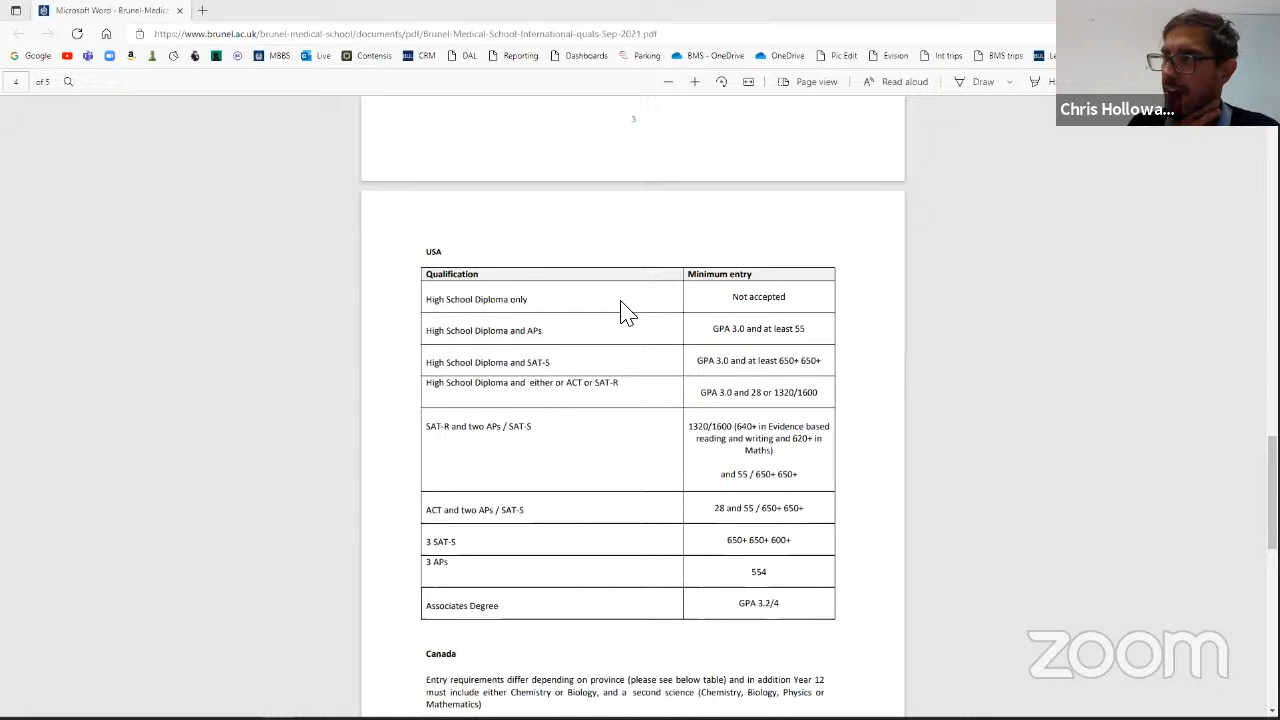 Microsoft Word - Brunel-Medica
https://www.brunel.ac.uk/brunel-medical-school/documents/pdf/Brunel-Medical-School-International-quals-Sep-2021.pdf
Google Teams Outlook MBBS Live Contensis CRM DAL Reporting Dashboards Parking BMS - OneDrive OneDrive Pic Edit Evision Int trips BMS trips
4 of 5 Page view Read aloud Draw
Chris Hollowa...
3
USA
Qualification Minimum entry
High School Diploma only Not accepted
High School Diploma and APs GPA 3.0 and at least 55
High School Diploma and SAT-S GPA 3.0 and at least 650+ 650+
High School Diploma and either or ACT or SAT-R GPA 3.0 and 28 or 1320/1600
SAT-R and two APs / SAT-S 1320/1600 (640+ in Evidence based
reading and writing and 620+ in
Maths)
and 55 / 650+ 650+
ACT and two APs / SAT-S 28 and 55 / 650+ 650+
3 SAT-S 650+ 650+ 600+
3 APs 554
Associates Degree GPA 3.2/4
Canada
Entry requirements differ depending on province (please see below table) and in addition Year 12
must include either Chemistry or Biology, and a second science (Chemistry, Biology, Physics or
Mathematics)
zoom